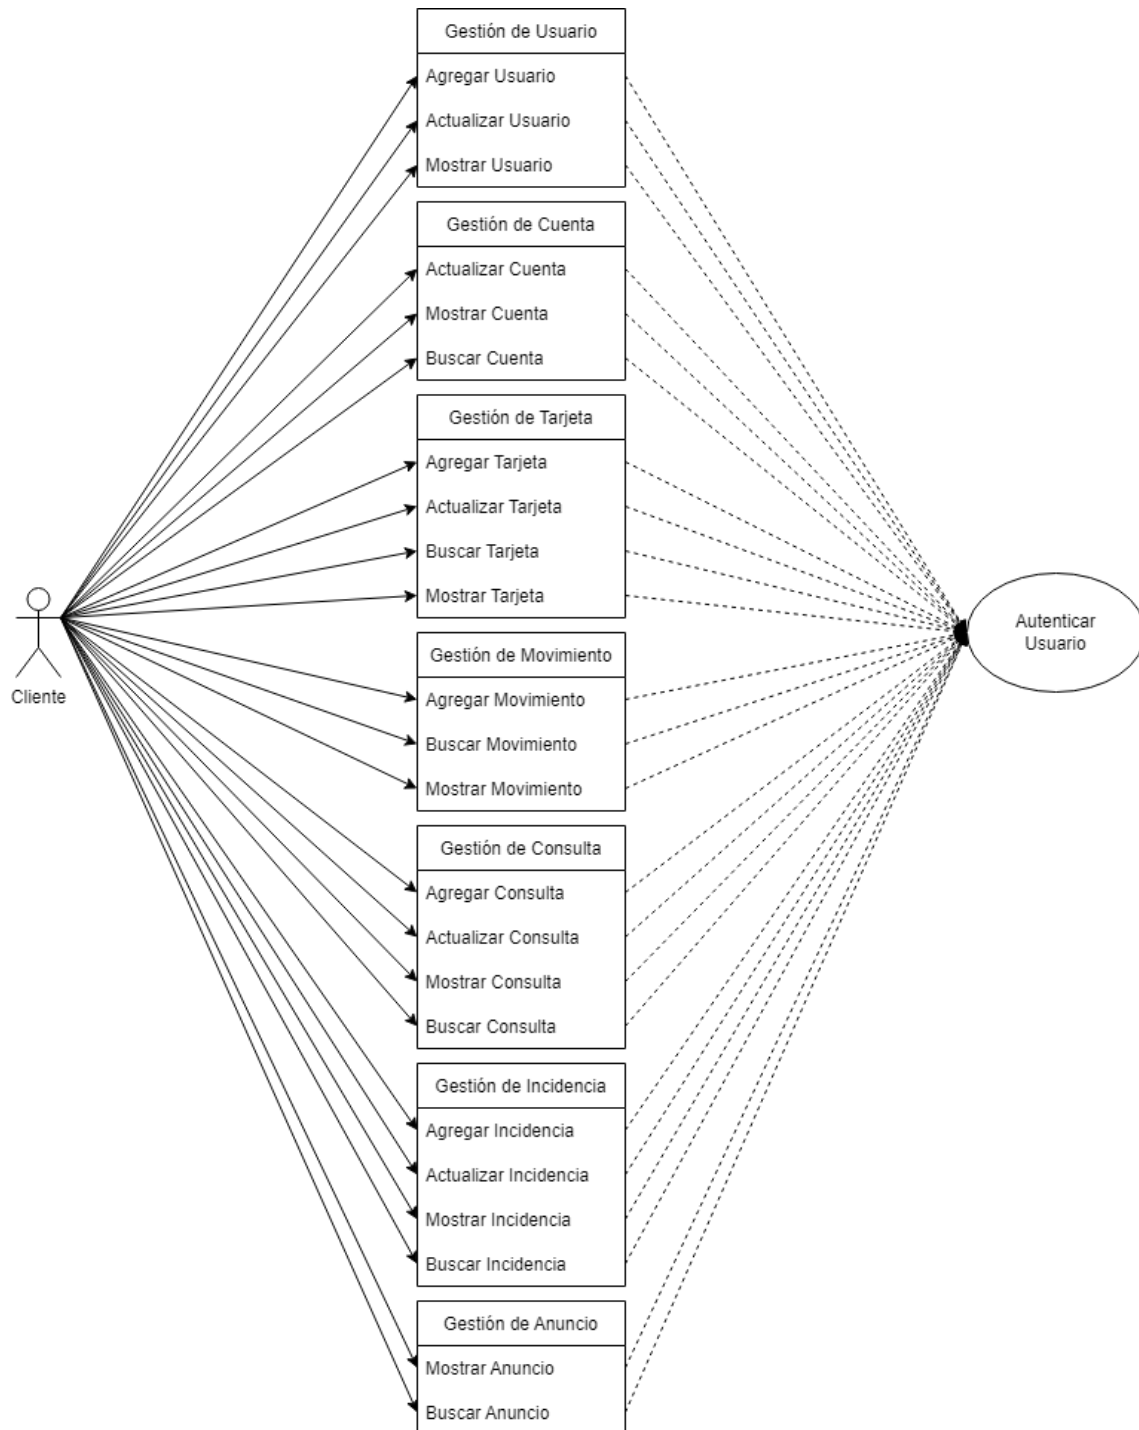 Gestión de Usuario
Agregar Usuario
Actualizar Usuario
Mostrar Usuario
Gestión de Cuenta
Actualizar Cuenta
Mostrar Cuenta
Buscar Cuenta
Gestión de Tarjeta
Agregar Tarjeta
Actualizar Tarjeta
Buscar Tarjeta
Mostrar Tarjeta
Cliente
Gestión de Movimiento
Agregar Movimiento
Buscar Movimiento
Mostrar Movimiento
Gestión de Consulta
Agregar Consulta
Actualizar Consulta
Mostrar Consulta
Buscar Consulta
Gestión de Incidencia
Agregar Incidencia
Actualizar Incidencia
Mostrar Incidencia
Buscar Incidencia
Gestión de Anuncio
Mostrar Anuncio
Buscar Anuncio
Autenticar
Usuario